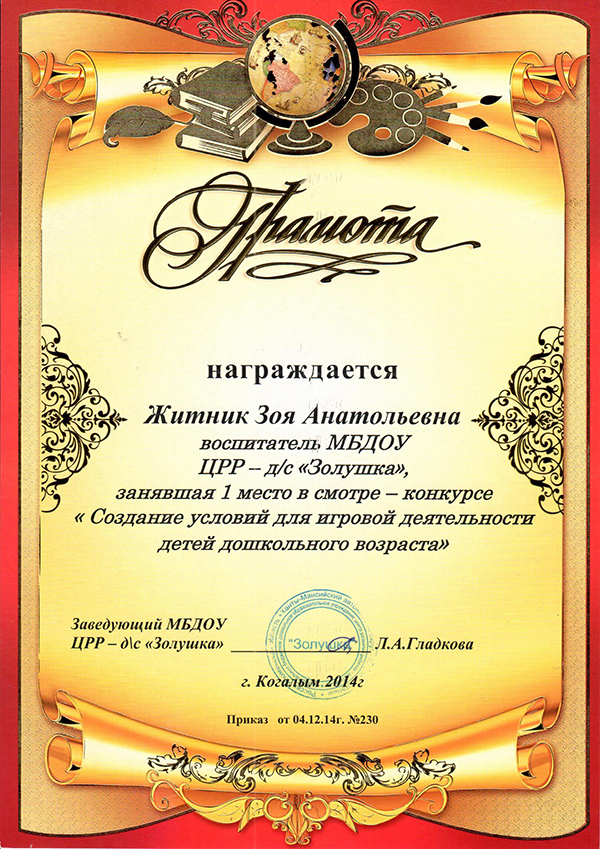 Грамота
награждается
Житник Зоя Анатольевна
воспитатель МБДОУ
ЦРР – д/с «Золушка»,
занявшая 1 место в смотре – конкурсе
« Создание условий для игровой деятельности
детей дошкольного возраста»
Заведующий МБДОУ
ЦРР – д\с «Золушка» Л.А.Гладкова
"Золушка"
г. Когалым 2014г
Приказ от 04.12.14г. №230